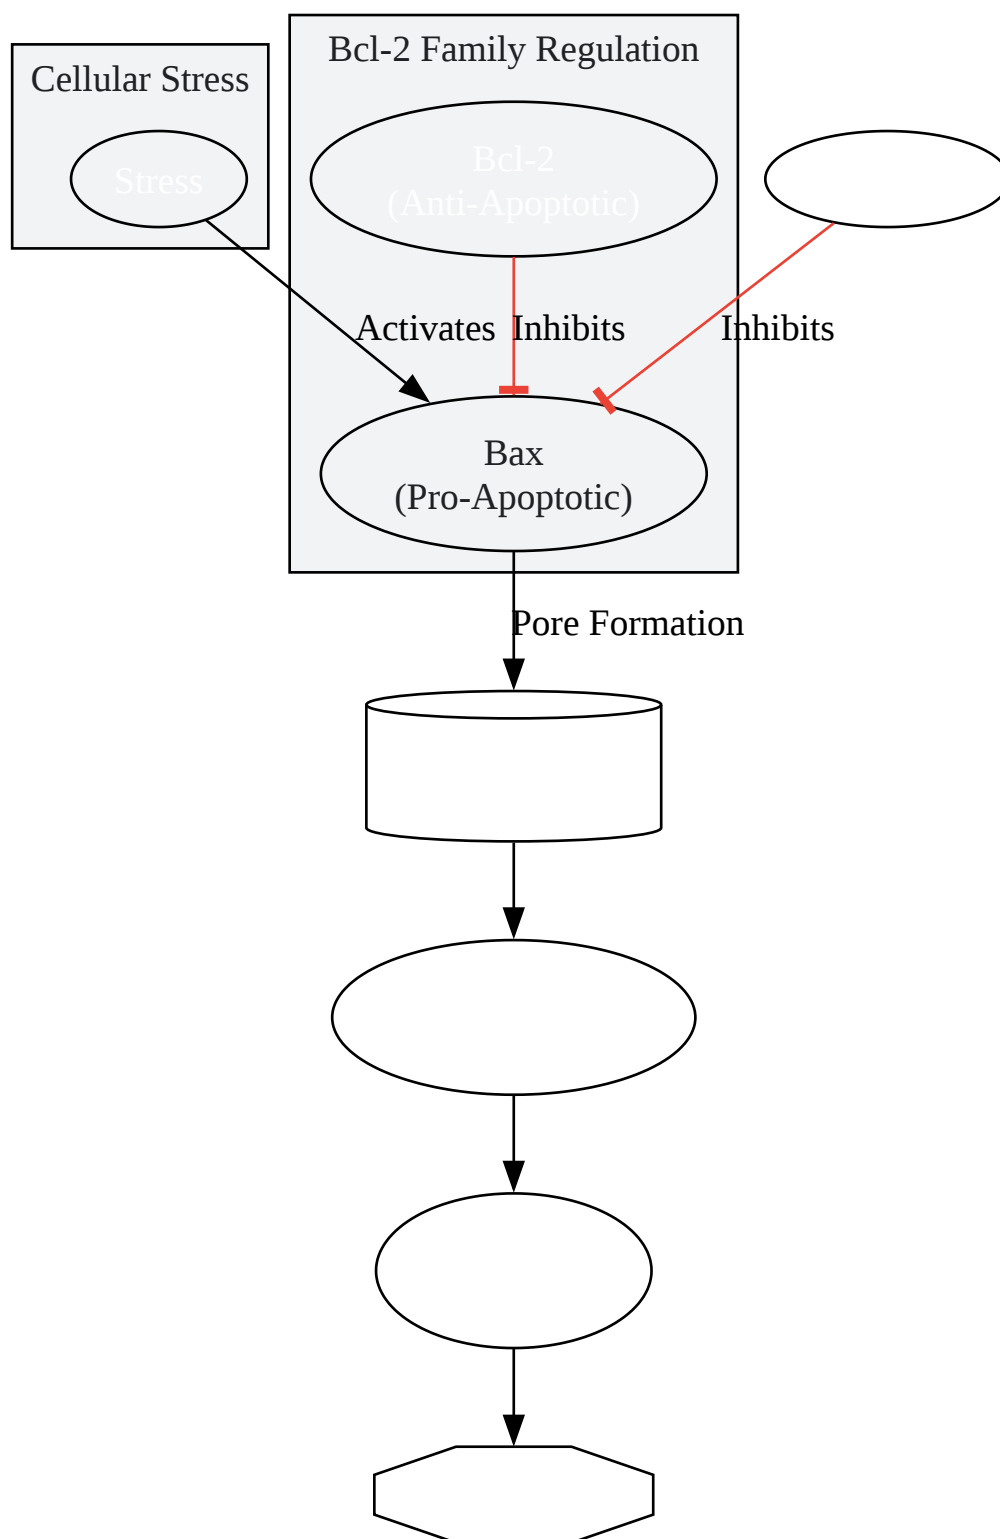 Cellular Stress
Stress
Bcl-2 Family Regulation
Bcl-2
(Anti-Apoptotic)
Activates
Inhibits
Inhibits
Bax
(Pro-Apoptotic)
Pore Formation